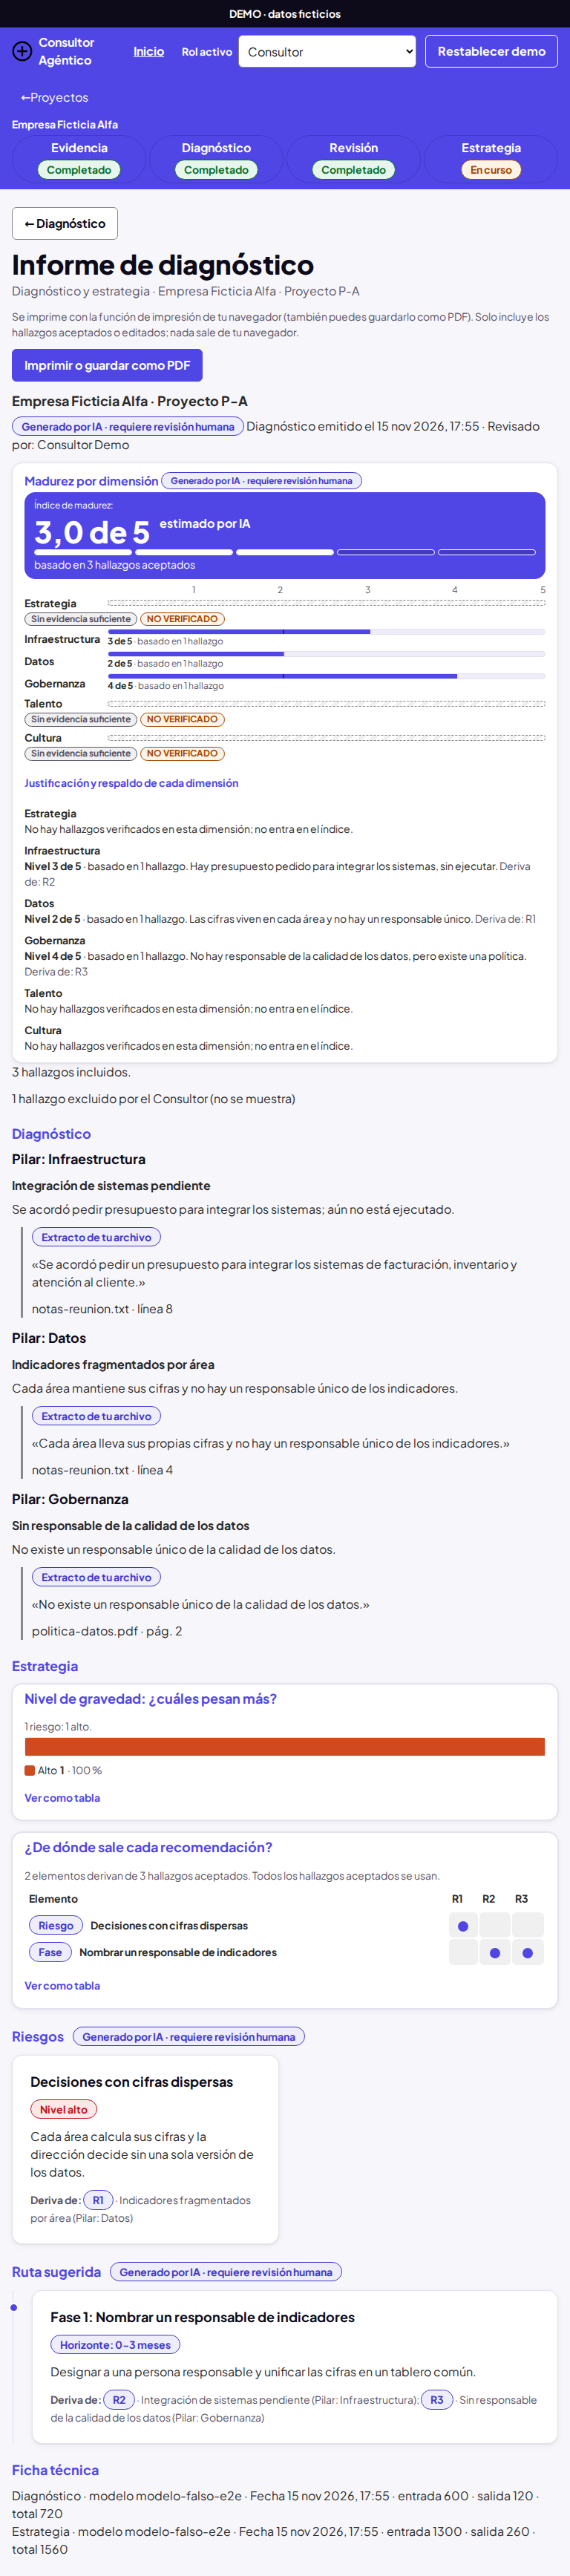 DEMO · datos ficticios
Consultor
Agéntico
Inicio
Rol activo
Consultor
Restablecer demo
←Proyectos
Empresa Ficticia Alfa
Evidencia
Completado
Diagnóstico
Completado
Revisión
Completado
Estrategia
En curso
← Diagnóstico
Informe de diagnóstico
Diagnóstico y estrategia · Empresa Ficticia Alfa · Proyecto P-A
Se imprime con la función de impresión de tu navegador (también puedes guardarlo como PDF). Solo incluye los
hallazgos aceptados o editados; nada sale de tu navegador.
Imprimir o guardar como PDF
Empresa Ficticia Alfa · Proyecto P-A
Generado por IA · requiere revisión humana Diagnóstico emitido el 15 nov 2026, 17:55 · Revisado
por: Consultor Demo
Madurez por dimensión Generado por IA · requiere revisión humana
Índice de madurez:
3,0 de 5 estimado por IA
basado en 3 hallazgos aceptados
1 2 3 4 5
Estrategia
Sin evidencia suficiente NO VERIFICADO
Infraestructura
3 de 5 · basado en 1 hallazgo
Datos
2 de 5 · basado en 1 hallazgo
Gobernanza
4 de 5 · basado en 1 hallazgo
Talento
Sin evidencia suficiente NO VERIFICADO
Cultura
Sin evidencia suficiente NO VERIFICADO
Justificación y respaldo de cada dimensión
Estrategia
No hay hallazgos verificados en esta dimensión; no entra en el índice.
Infraestructura
Nivel 3 de 5 · basado en 1 hallazgo. Hay presupuesto pedido para integrar los sistemas, sin ejecutar. Deriva
de: R2
Datos
Nivel 2 de 5 · basado en 1 hallazgo. Las cifras viven en cada área y no hay un responsable único. Deriva de: R1
Gobernanza
Nivel 4 de 5 · basado en 1 hallazgo. No hay responsable de la calidad de los datos, pero existe una política.
Deriva de: R3
Talento
No hay hallazgos verificados en esta dimensión; no entra en el índice.
Cultura
No hay hallazgos verificados en esta dimensión; no entra en el índice.
3 hallazgos incluidos.
1 hallazgo excluido por el Consultor (no se muestra)
Diagnóstico
Pilar: Infraestructura
Integración de sistemas pendiente
Se acordó pedir presupuesto para integrar los sistemas; aún no está ejecutado.
Extracto de tu archivo
«Se acordó pedir un presupuesto para integrar los sistemas de facturación, inventario y
atención al cliente.»
notas-reunion.txt · línea 8
Pilar: Datos
Indicadores fragmentados por área
Cada área mantiene sus cifras y no hay un responsable único de los indicadores.
Extracto de tu archivo
«Cada área lleva sus propias cifras y no hay un responsable único de los indicadores.»
notas-reunion.txt · línea 4
Pilar: Gobernanza
Sin responsable de la calidad de los datos
No existe un responsable único de la calidad de los datos.
Extracto de tu archivo
«No existe un responsable único de la calidad de los datos.»
politica-datos.pdf · pág. 2
Estrategia
Nivel de gravedad: ¿cuáles pesan más?
1 riesgo: 1 alto.
Alto 1 · 100 %
Ver como tabla
¿De dónde sale cada recomendación?
2 elementos derivan de 3 hallazgos aceptados. Todos los hallazgos aceptados se usan.
Elemento R1 R2 R3
Riesgo Decisiones con cifras dispersas
Fase Nombrar un responsable de indicadores
Ver como tabla
Riesgos Generado por IA · requiere revisión humana
Decisiones con cifras dispersas
Nivel alto
Cada área calcula sus cifras y la
dirección decide sin una sola versión de
los datos.
Deriva de: R1 · Indicadores fragmentados
por área (Pilar: Datos)
Ruta sugerida Generado por IA · requiere revisión humana
Fase 1: Nombrar un responsable de indicadores
Horizonte: 0–3 meses
Designar a una persona responsable y unificar las cifras en un tablero común.
Deriva de: R2 · Integración de sistemas pendiente (Pilar: Infraestructura); R3 · Sin responsable
de la calidad de los datos (Pilar: Gobernanza)
Ficha técnica
Diagnóstico · modelo modelo-falso-e2e · Fecha 15 nov 2026, 17:55 · entrada 600 · salida 120 ·
total 720
Estrategia · modelo modelo-falso-e2e · Fecha 15 nov 2026, 17:55 · entrada 1300 · salida 260 ·
total 1560